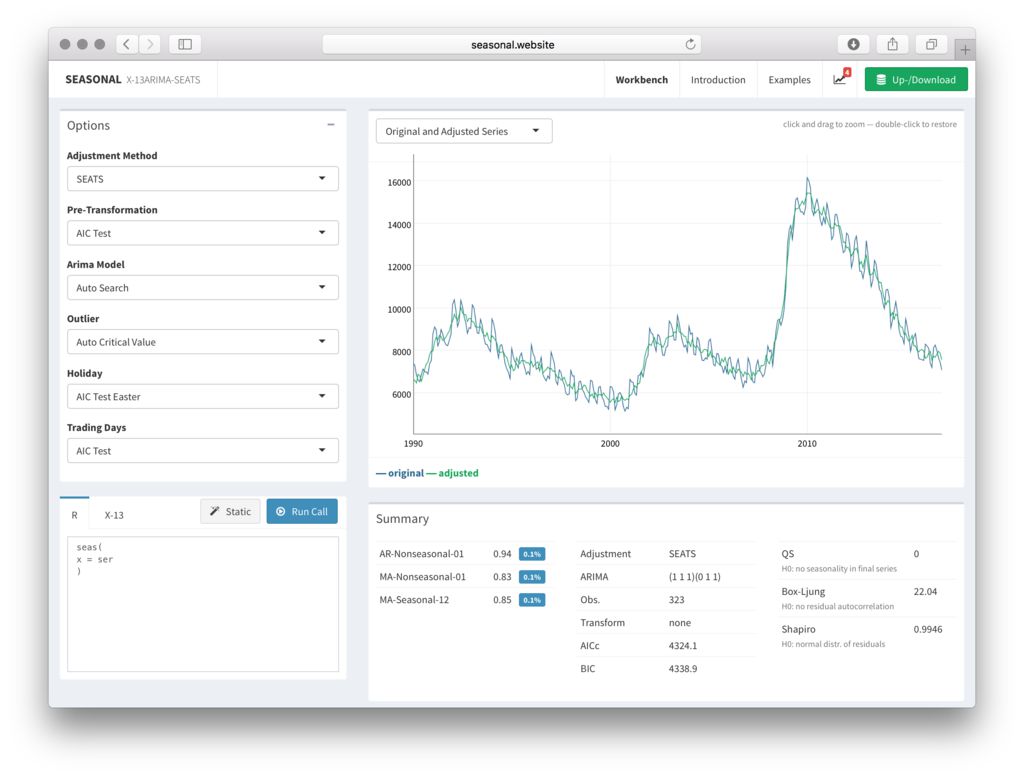 seasonal.website
SEASONAL X-13ARIMA-SEATS
Workbench
Introduction
Examples
4
Up-/Download
Options
Adjustment Method
SEATS
Pre-Transformation
AIC Test
Arima Model
Auto Search
Outlier
Auto Critical Value
Holiday
AIC Test Easter
Trading Days
AIC Test
R
X-13
Static
Run Call
seas(
x = ser
)
Original and Adjusted Series
click and drag to zoom — double-click to restore
16000
14000
12000
10000
8000
6000
1990
2000
2010
original
adjusted
Summary
AR-Nonseasonal-01 0.94 0.1%
MA-Nonseasonal-01 0.83 0.1%
MA-Seasonal-12 0.85 0.1%
Adjustment SEATS
ARIMA (1 1 1)(0 1 1)
Obs. 323
Transform none
AICc 4324.1
BIC 4338.9
QS 0
H0: no seasonality in final series
Box-Ljung 22.04
H0: no residual autocorrelation
Shapiro 0.9946
H0: normal distr. of residuals